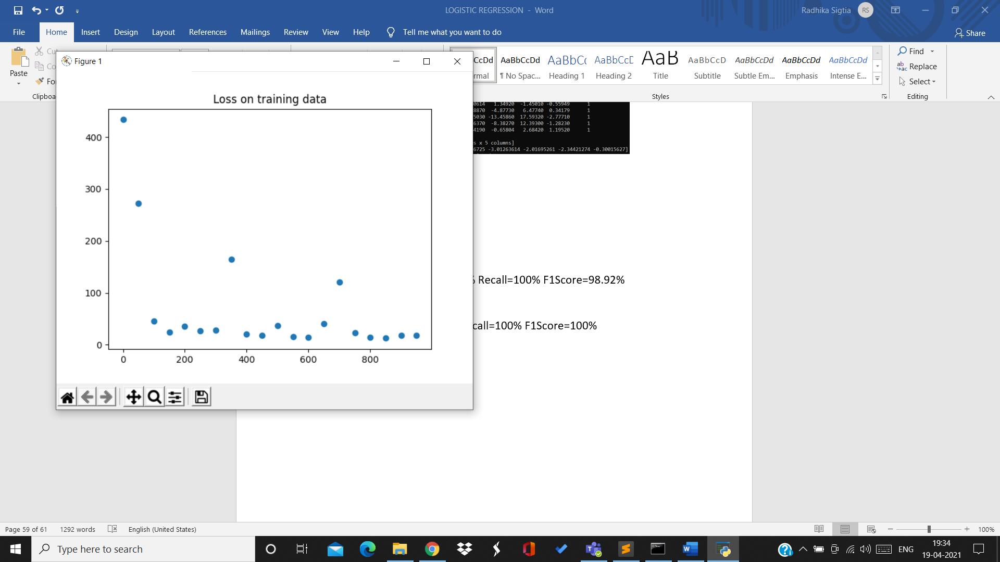 LOGISTIC REGRESSION - Word
Radhika Sigtia
RS
File
Home
Insert
Design
Layout
References
Mailings
Review
View
Help
Tell me what you want to do
Share
Paste
Clipboa
AaBbCcDd
¶ No Spac...
AaBbC
Heading 1
AaBbCcD
Heading 2
AaB
Title
AaBbCcD
Subtitle
AaBbCcDd
Subtle Em...
AaBbCcDd
Emphasis
AaBbCcDd
Intense E...
Styles
Find
Replace
Select
Editing
Figure 1
Loss on training data
400
300
200
100
0
0 200 400 600 800
0614 1.34920 -1.45010 -0.55949 1
8870 -4.87730 6.47740 0.34179 1
5030 -13.45860 17.59320 -2.77710 1
6370 -8.38270 12.39300 -1.28230 1
4190 -0.65804 2.68420 1.19520 1
s x 5 columns]
6725 -3.01263614 -2.01695261 -2.34421274 -0.30015627]
% Recall=100% F1Score=98.92%
call=100% F1Score=100%
Page 59 of 61
1292 words
English (United States)
100%
Type here to search
ENG
19:34
19-04-2021